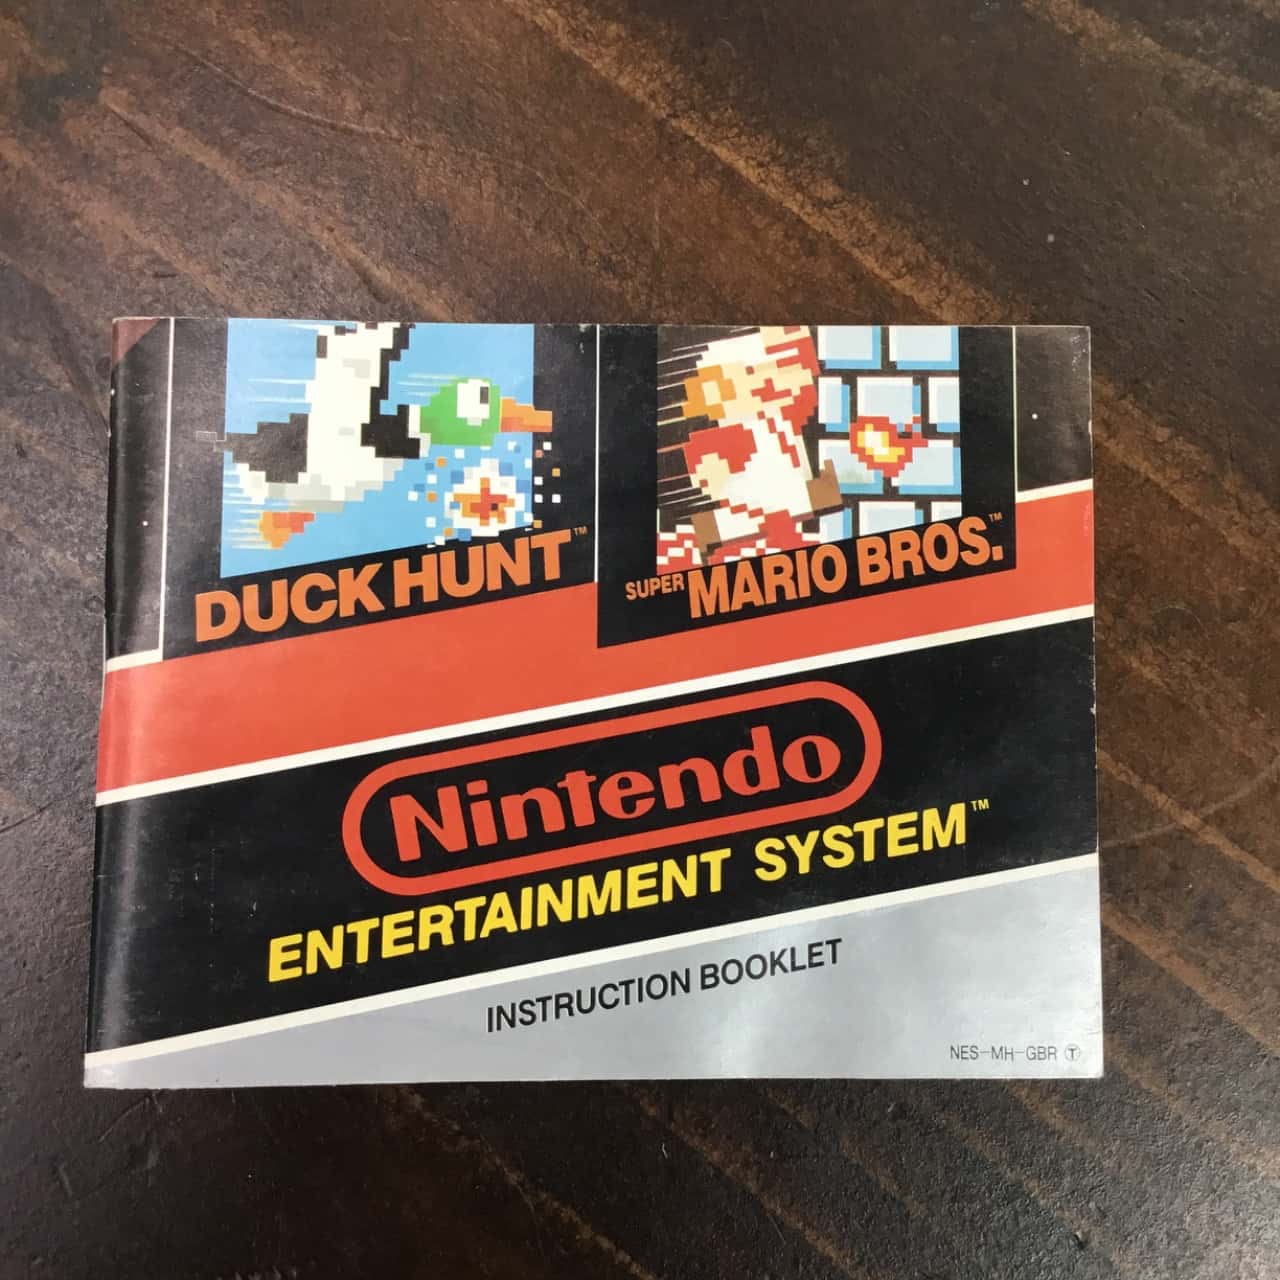 DUCK HUNT™
SUPER MARIO BROS.™
Nintendo
ENTERTAINMENT SYSTEM™
INSTRUCTION BOOKLET
NES-MH-GBR Ⓣ